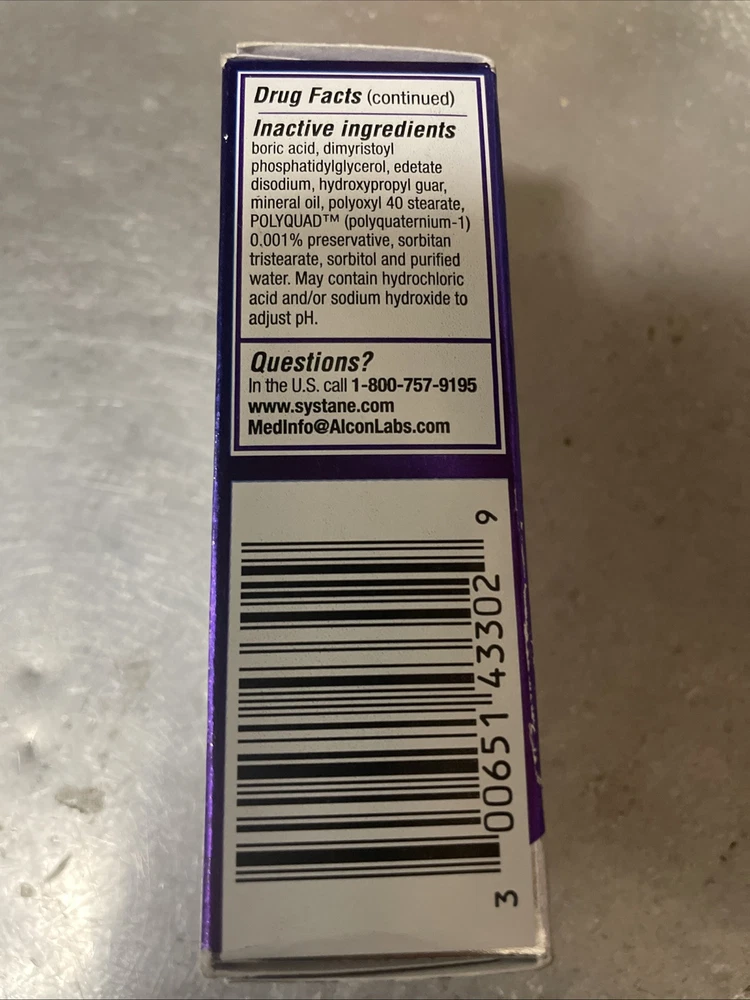 Drug Facts (continued)
Inactive ingredients
boric acid, dimyristoyl
phosphatidylglycerol, edetate
disodium, hydroxypropyl guar,
mineral oil, polyoxyl 40 stearate,
POLYQUAD™ (polyquaternium-1)
0.001% preservative, sorbitan
tristearate, sorbitol and purified
water. May contain hydrochloric
acid and/or sodium hydroxide to
adjust pH.
Questions?
In the U.S. call 1-800-757-9195
www.systane.com
MedInfo@AlconLabs.com
3 00651 43302 9